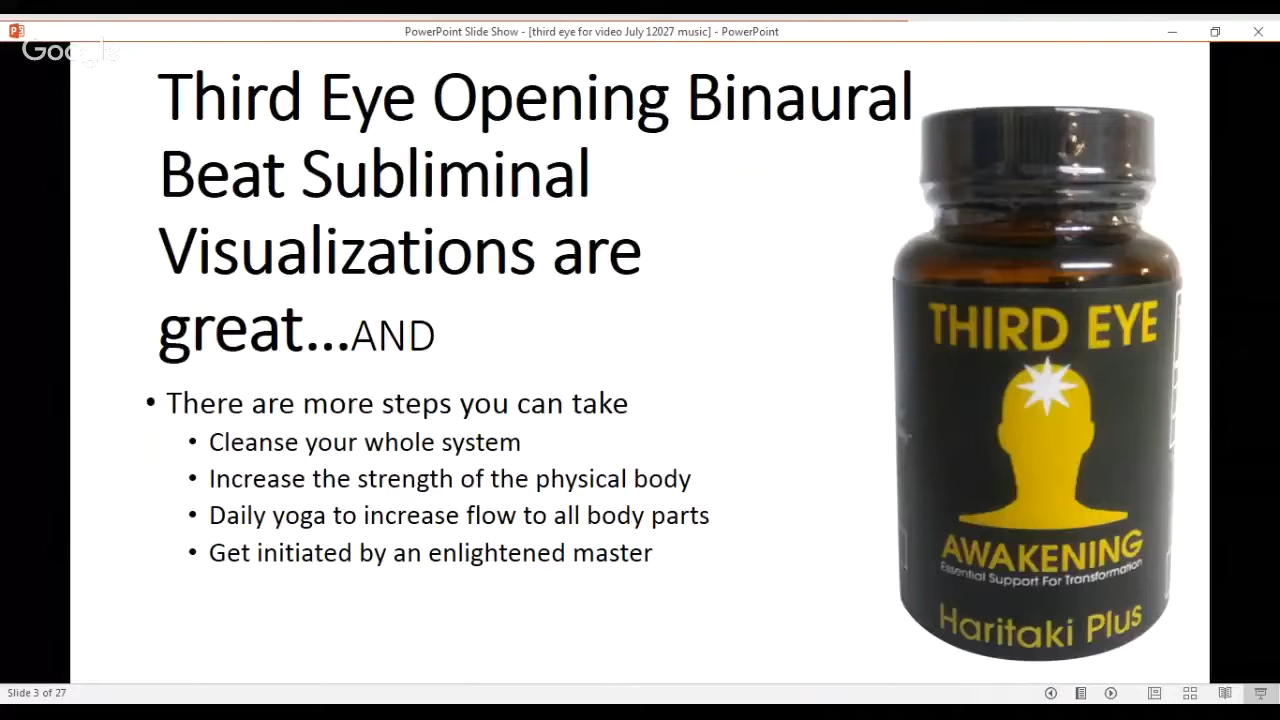 PowerPoint Slide Show - [third eye for video July 12027 music] - PowerPoint
Google
Third Eye Opening Binaural
Beat Subliminal
Visualizations are
great...AND
• There are more steps you can take
• Cleanse your whole system
• Increase the strength of the physical body
• Daily yoga to increase flow to all body parts
• Get initiated by an enlightened master
THIRD EYE
AWAKENING
Essential Support For Transformation
Haritaki Plus
Slide 3 of 27